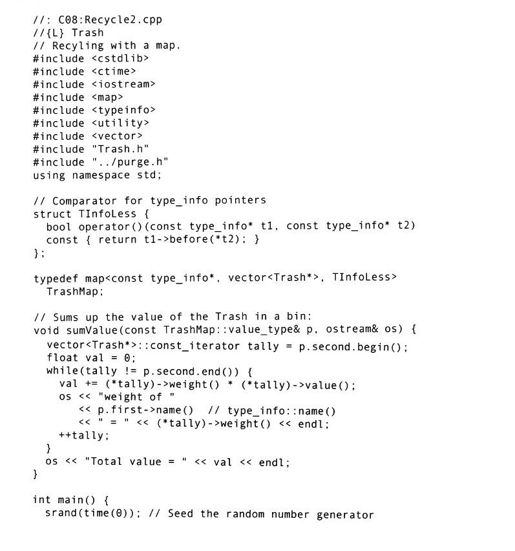 //: C08:Recycle2.cpp
//{L} Trash
// Recyling with a map.
#include <cstdlib>
#include <ctime>
#include <iostream>
#include <map>
#include <typeinfo>
#include <utility>
#include <vector>
#include "Trash.h"
#include "../purge.h"
using namespace std;

// Comparator for type_info pointers
struct TInfoLess {
  bool operator()(const type_info* t1, const type_info* t2)
  const { return t1->before(*t2); }
};

typedef map<const type_info*, vector<Trash*>, TInfoLess>
  TrashMap;

// Sums up the value of the Trash in a bin:
void sumValue(const TrashMap::value_type& p, ostream& os) {
  vector<Trash*>::const_iterator tally = p.second.begin();
  float val = 0;
  while(tally != p.second.end()) {
    val += (*tally)->weight() * (*tally)->value();
    os << "weight of "
       << p.first->name()  // type_info::name()
       << " = " << (*tally)->weight() << endl;
    ++tally;
  }
  os << "Total value = " << val << endl;
}

int main() {
  srand(time(0)); // Seed the random number generator